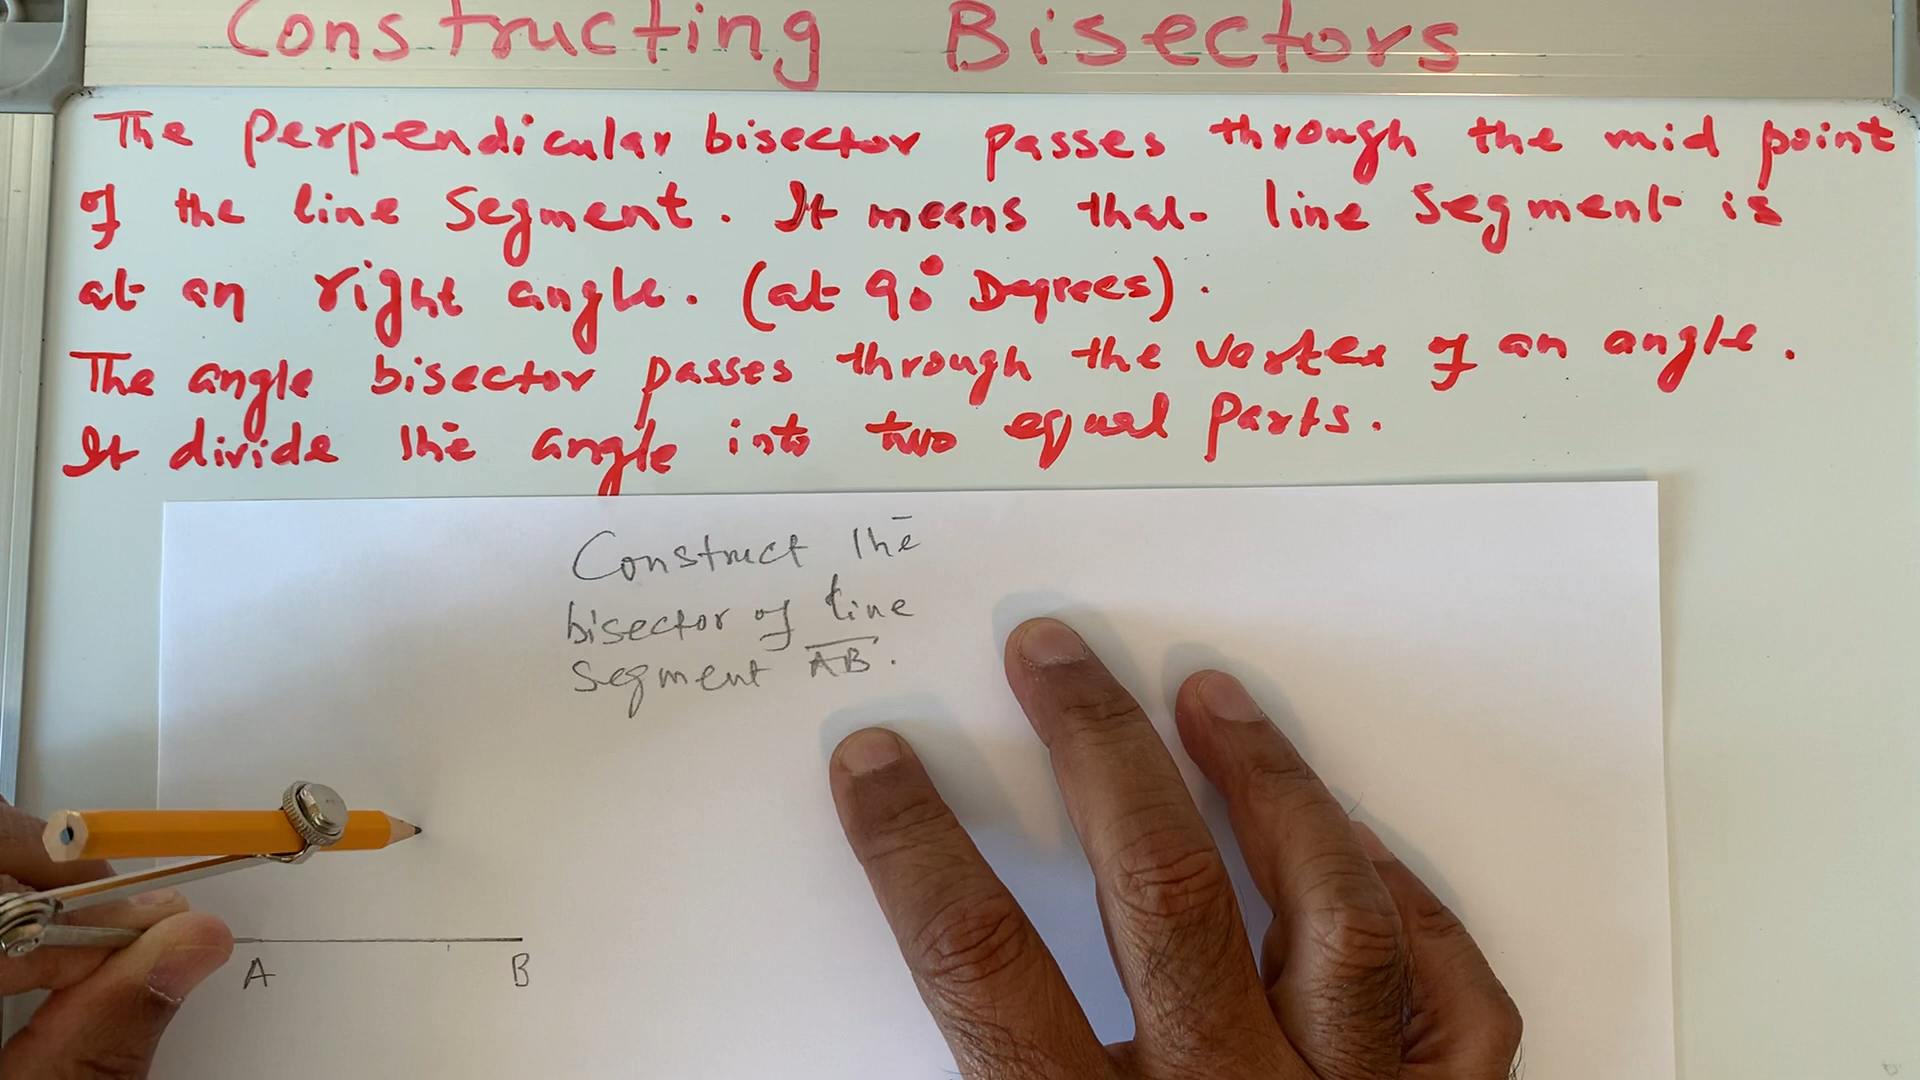 Constructing Bisectors
The perpendicular bisector passes through the mid point
of the line segment. It means that line segment is
at an right angle. (at 90° Degrees).
The angle bisector passes through the vertex of an angle.
It divide the angle into two equal parts.
Construct the
bisector of line
segment A͞B͞.
A B